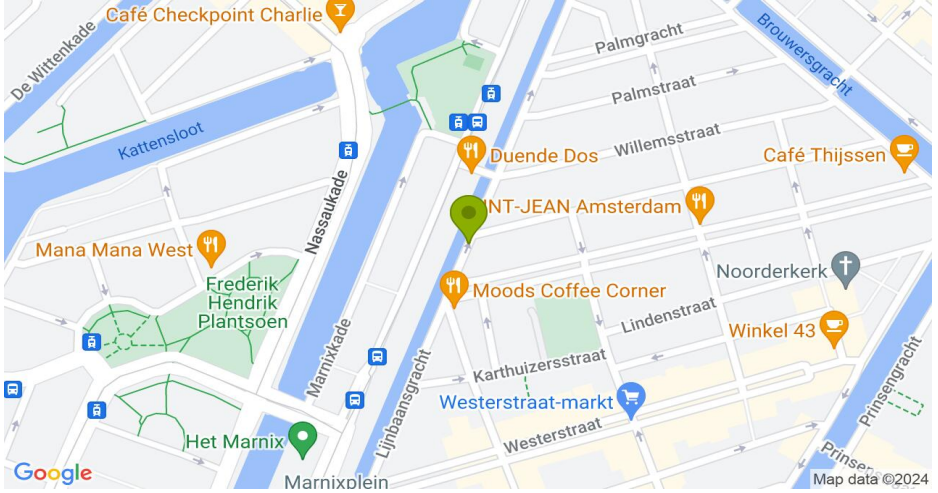 Café Checkpoint Charlie
De Wittenkade
Palmgracht
Brouwersgracht
Palmstraat
Kattensloot
Willemsstraat
Duende Dos
Café Thijssen
Nassaukade
INT-JEAN Amsterdam
Mana Mana West
Noorderkerk
Frederik
Hendrik
Plantsoen
Moods Coffee Corner
Lindenstraat
Winkel 43
Marnixkade
Karthuizersstraat
Lijnbaansgracht
Prinsengracht
Westerstraat-markt
Westerstraat
Het Marnix
Marnixplein
Google
Map data ©2024